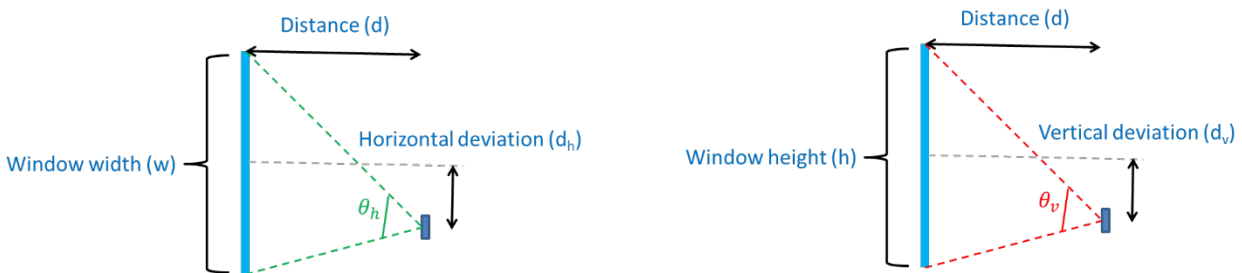 Distance (d)
Horizontal deviation (dₕ)
Window width (w)
θₕ
Distance (d)
Vertical deviation (dᵥ)
Window height (h)
θᵥ